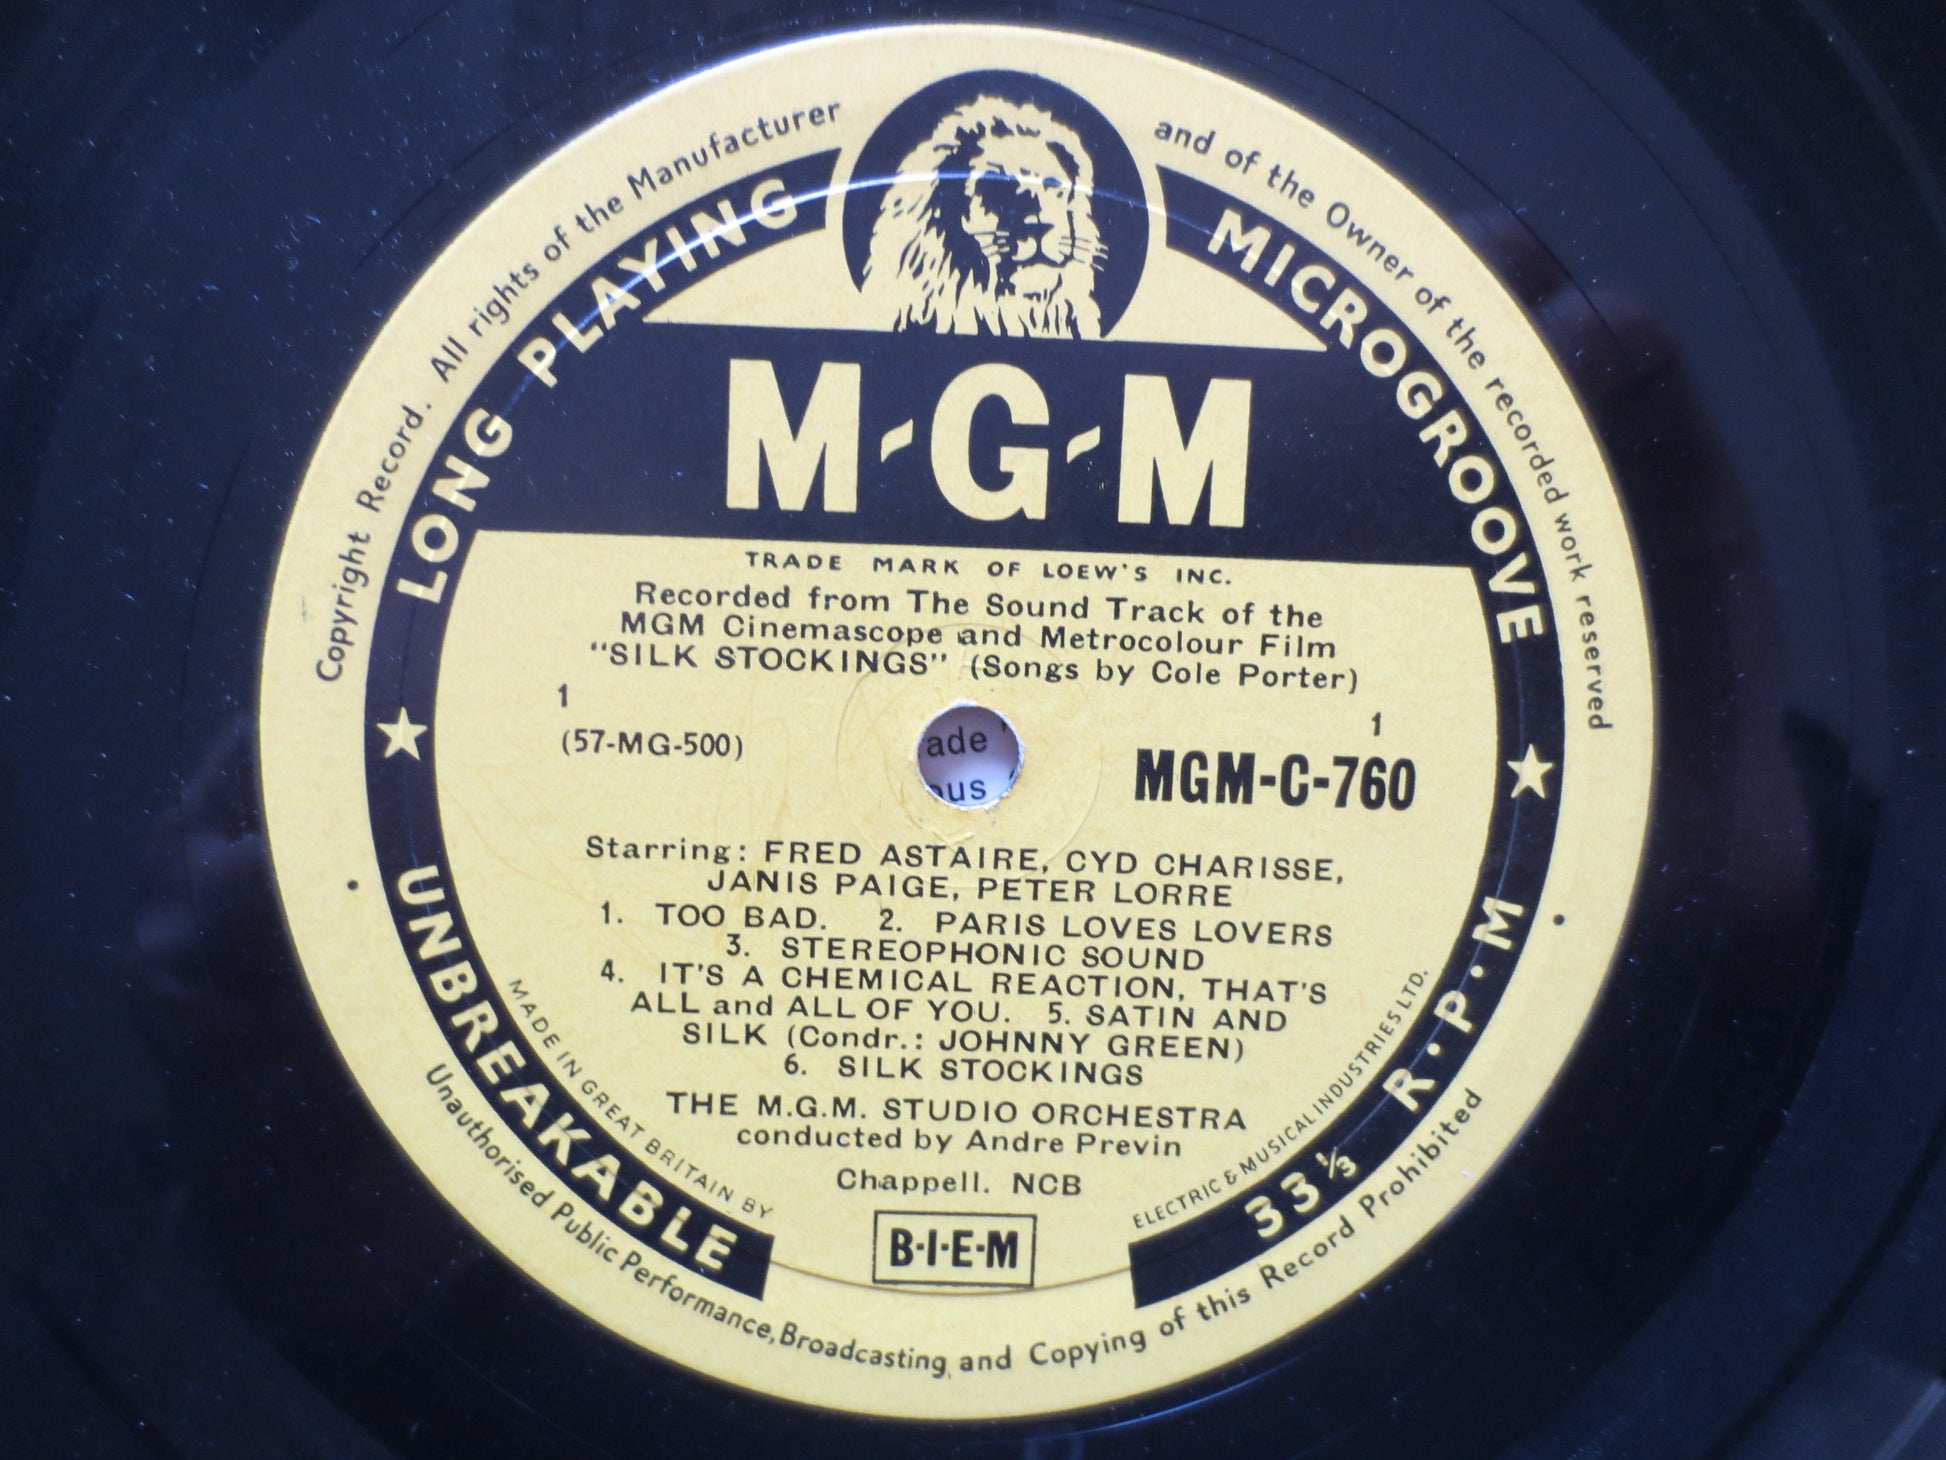 Copyright Record. All rights of the Manufacturer and of the Owner of the recorded work reserved
LONG PLAYING
MICROGROOVE
M-G-M
TRADE MARK OF LOEW'S INC.
Recorded from The Sound Track of the
MGM Cinemascope and Metrocolour Film
"SILK STOCKINGS" (Songs by Cole Porter)
1
1
(57-MG-500)
MGM-C-760
ade
ous
Starring: FRED ASTAIRE, CYD CHARISSE,
JANIS PAIGE, PETER LORRE
1. TOO BAD. 2. PARIS LOVES LOVERS
3. STEREOPHONIC SOUND
4. IT'S A CHEMICAL REACTION, THAT'S
ALL and ALL OF YOU. 5. SATIN AND
SILK (Condr.: JOHNNY GREEN)
6. SILK STOCKINGS
THE M.G.M. STUDIO ORCHESTRA
conducted by Andre Previn
Chappell. NCB
B·I·E·M
MADE IN GREAT BRITAIN BY
ELECTRIC & MUSICAL INDUSTRIES LTD.
UNBREAKABLE
33⅓ R·P·M
Unauthorised Public Performance, Broadcasting and Copying of this Record Prohibited